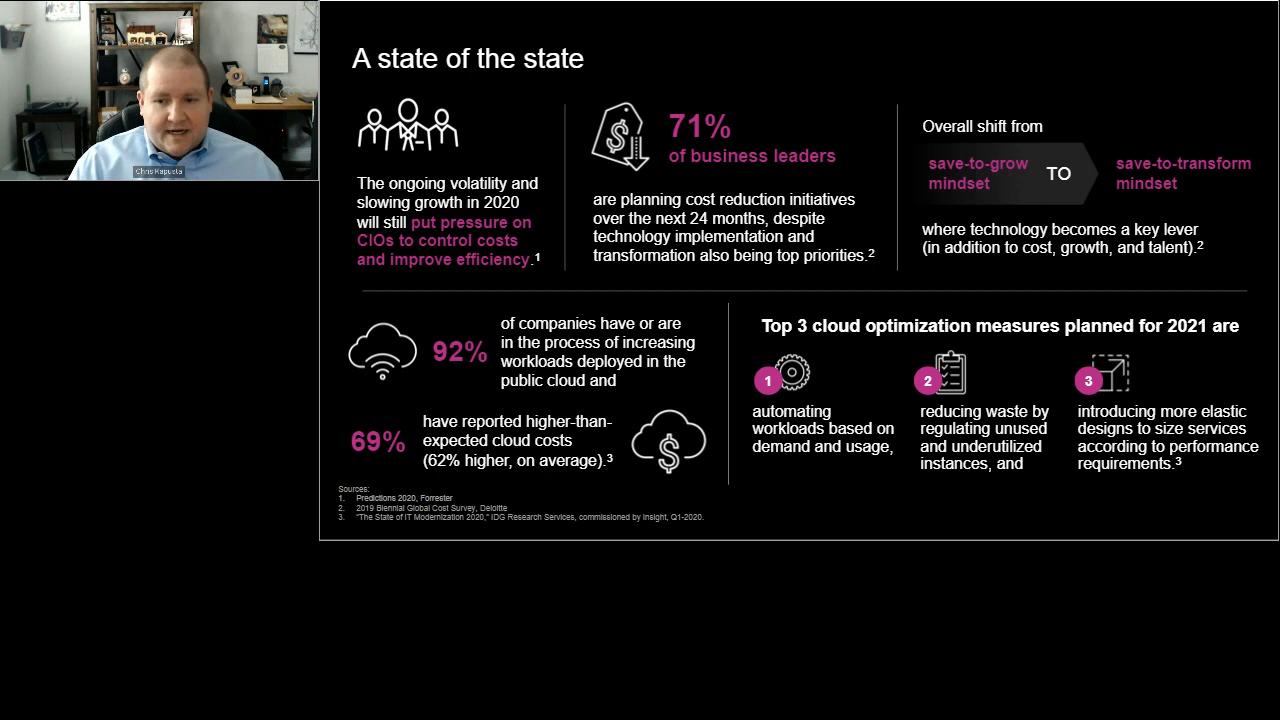 Chris Kapusta
A state of the state
The ongoing volatility and
slowing growth in 2020
will still put pressure on
CIOs to control costs
and improve efficiency.¹
71%
of business leaders
are planning cost reduction initiatives
over the next 24 months, despite
technology implementation and
transformation also being top priorities.²
Overall shift from
save-to-grow
mindset
TO
save-to-transform
mindset
where technology becomes a key lever
(in addition to cost, growth, and talent).²
92%
of companies have or are
in the process of increasing
workloads deployed in the
public cloud and
69%
have reported higher-than-
expected cloud costs
(62% higher, on average).³
$
Top 3 cloud optimization measures planned for 2021 are
1
automating
workloads based on
demand and usage,
2
reducing waste by
regulating unused
and underutilized
instances, and
3
introducing more elastic
designs to size services
according to performance
requirements.³
Sources:
1. Predictions 2020, Forrester
2. 2019 Biennial Global Cost Survey, Deloitte
3. "The State of IT Modernization 2020," IDG Research Services, commissioned by Insight, Q1-2020.